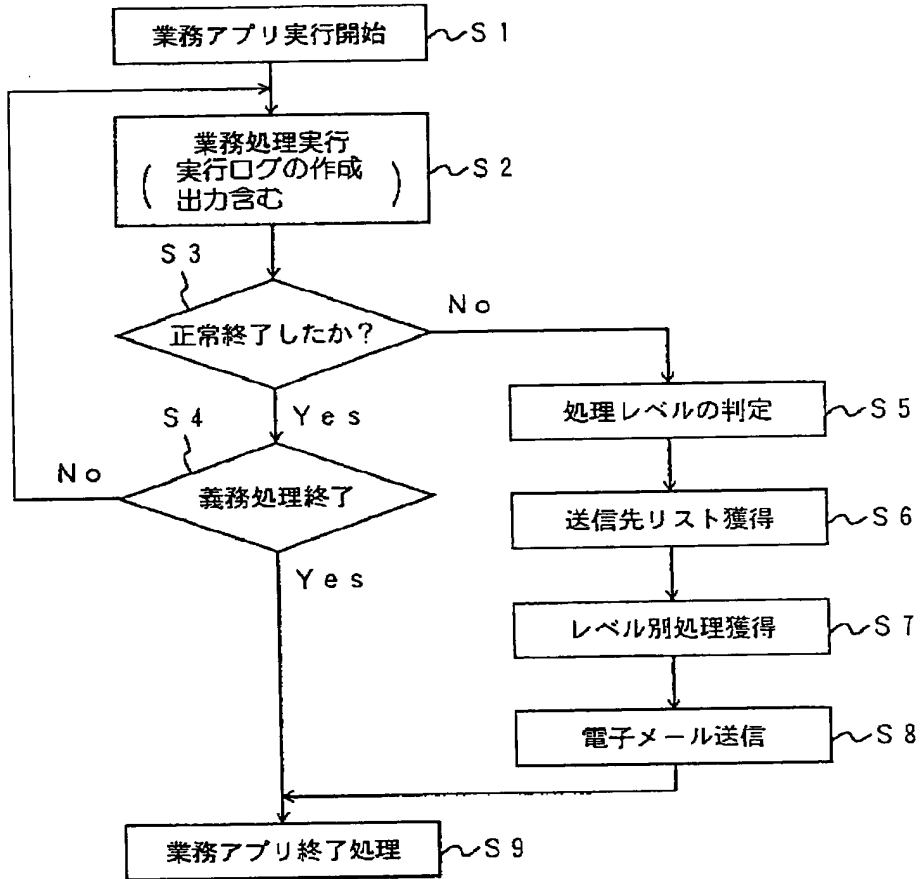 業務アプリ実行開始 S1
業務処理実行
(実行ログの作成
出力含む)
S2
S3
正常終了したか？
No
Yes
S4
義務処理終了
No
Yes
処理レベルの判定 S5
送信先リスト獲得 S6
レベル別処理獲得 S7
電子メール送信 S8
業務アプリ終了処理 S9